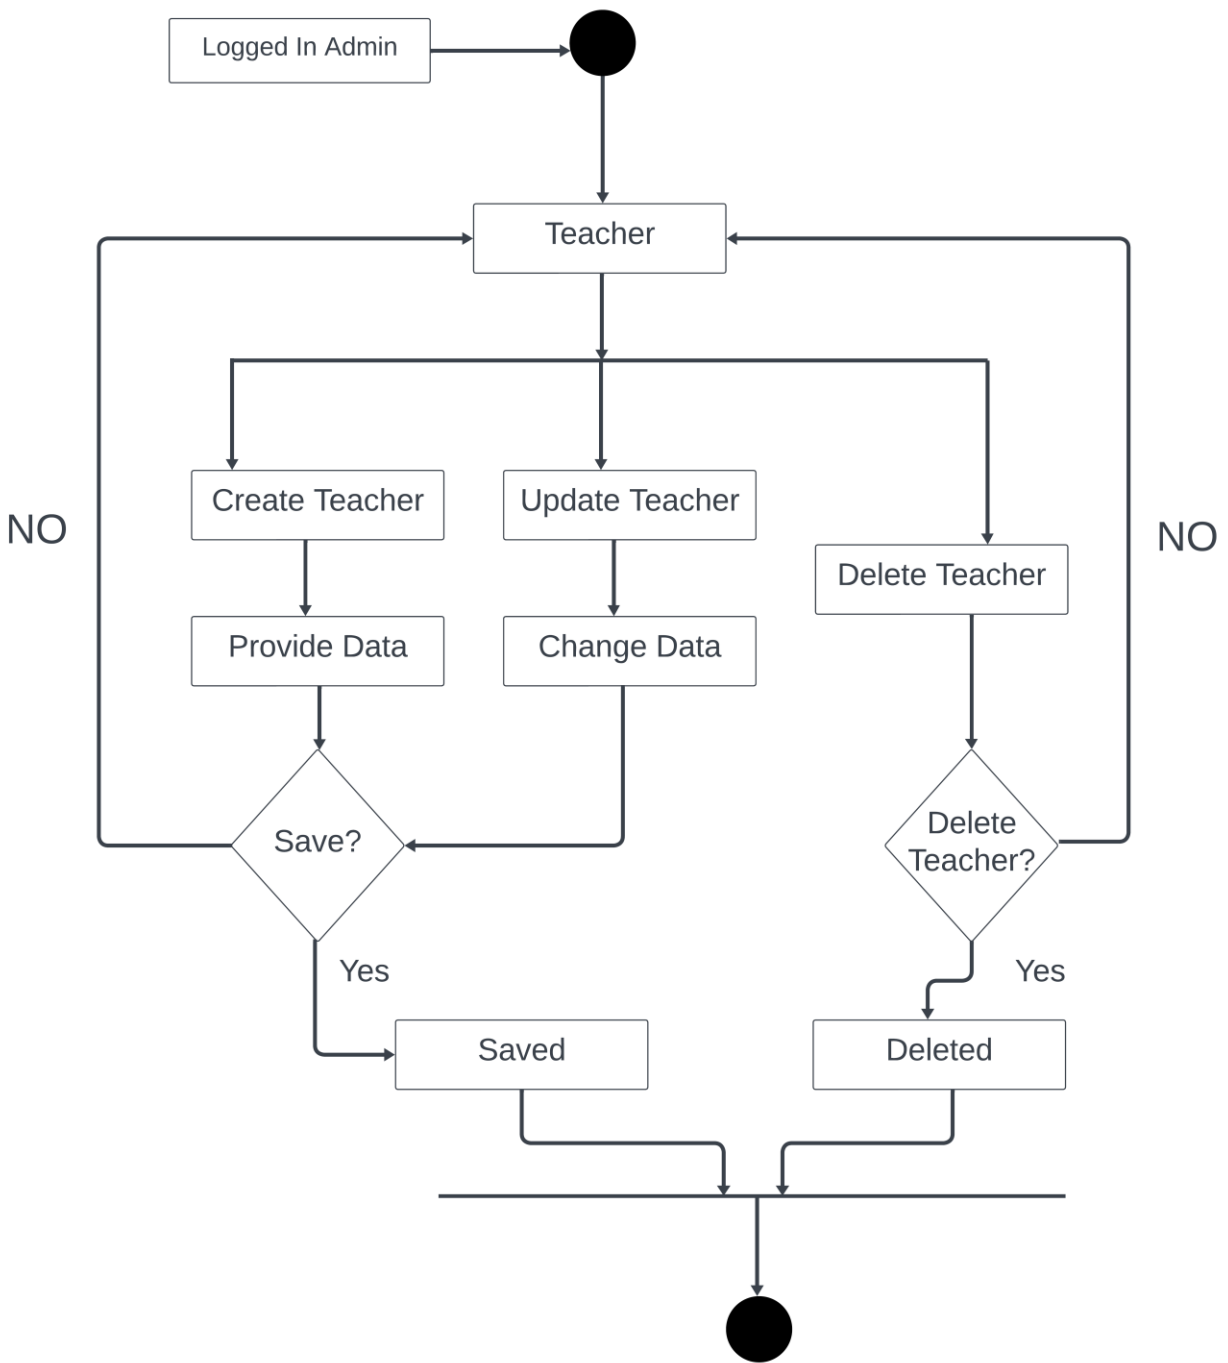 Logged In Admin
Teacher
Create Teacher
Update Teacher
NO
NO
Delete Teacher
Provide Data
Change Data
Save?
Delete
Teacher?
Yes
Yes
Saved
Deleted